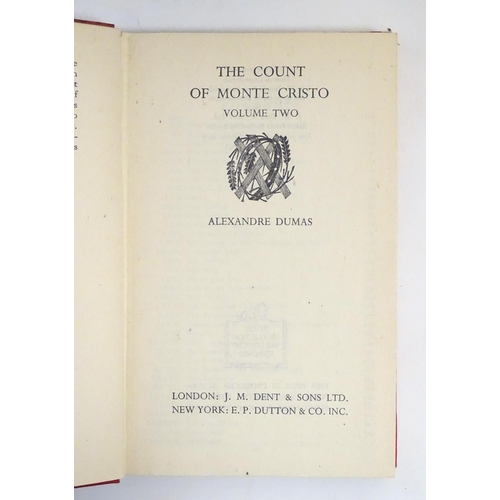 THE COUNT
OF MONTE CRISTO
VOLUME TWO
ALEXANDRE DUMAS
LONDON: J. M. DENT & SONS LTD.
NEW YORK: E. P. DUTTON & CO. INC.